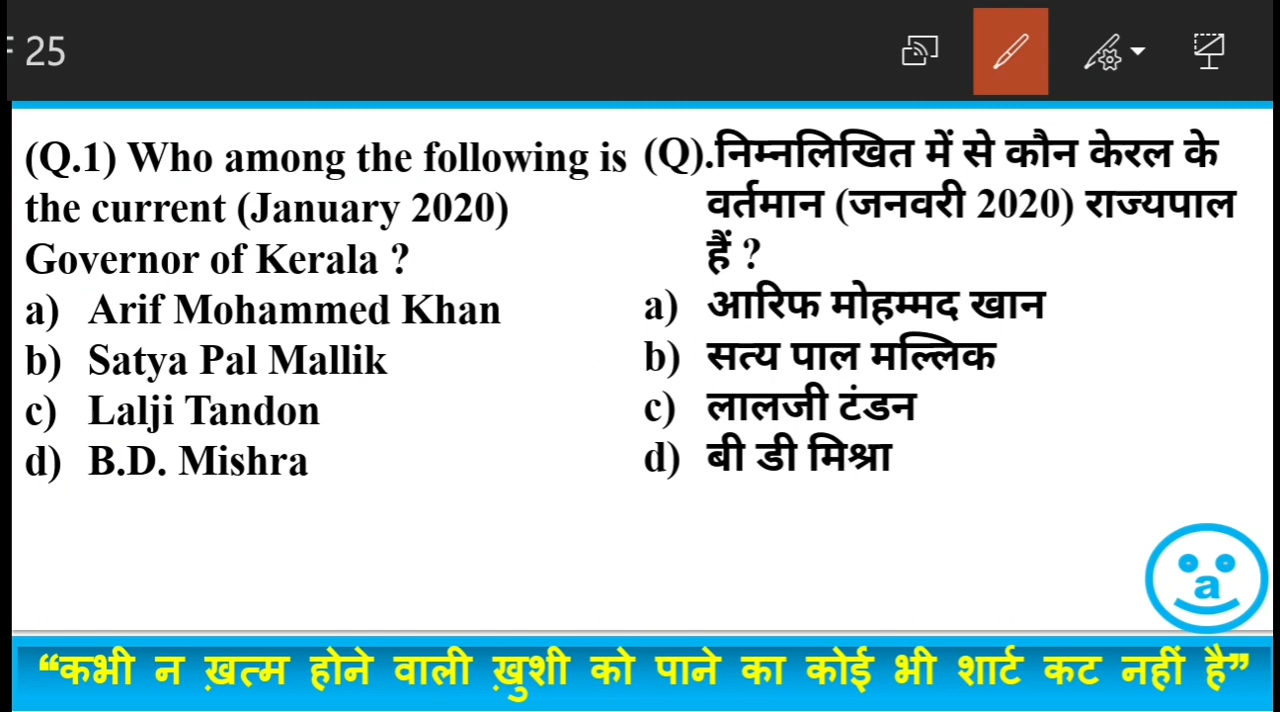 25
(Q.1) Who among the following is
the current (January 2020)
Governor of Kerala ?
a) Arif Mohammed Khan
b) Satya Pal Mallik
c) Lalji Tandon
d) B.D. Mishra
(Q).निम्नलिखित में से कौन केरल के
वर्तमान (जनवरी 2020) राज्यपाल
हैं ?
a) आरिफ मोहम्मद खान
b) सत्य पाल मल्लिक
c) लालजी टंडन
d) बी डी मिश्रा
a
“कभी न ख़त्म होने वाली ख़ुशी को पाने का कोई भी शार्ट कट नहीं है”